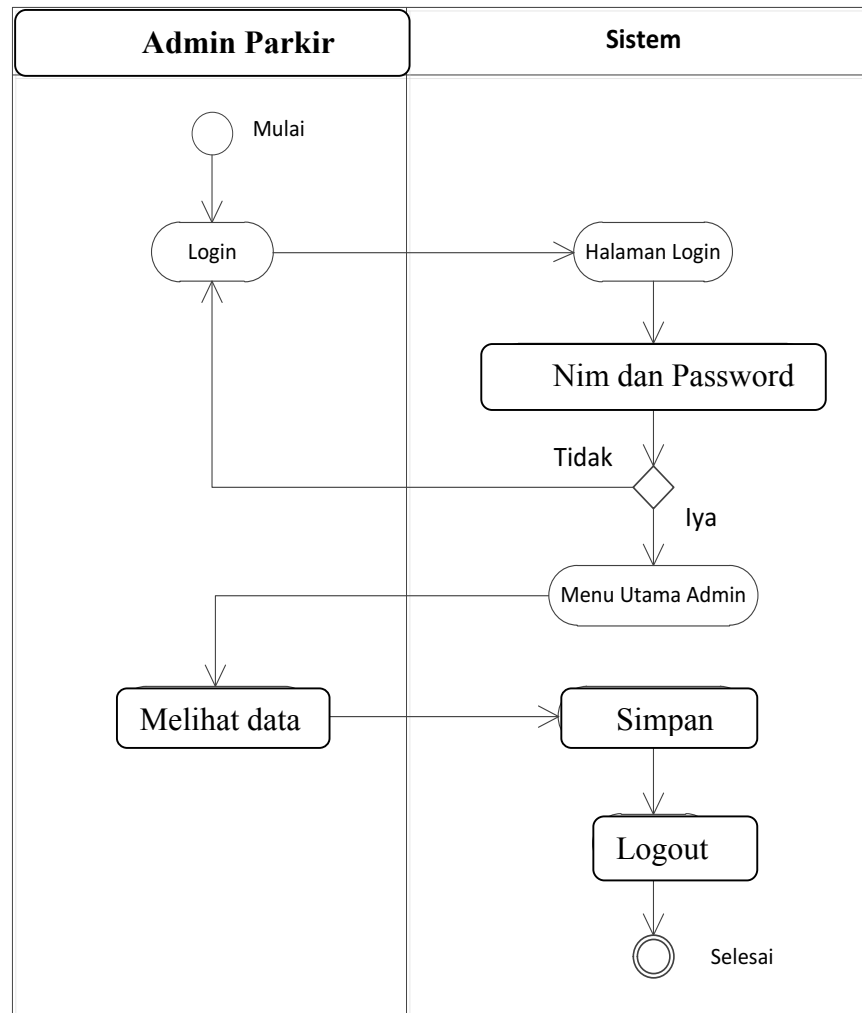 Admin Parkir
Sistem
Mulai
Login
Halaman Login
Nim dan Password
Tidak
Iya
Menu Utama Admin
Melihat data
Simpan
Logout
Selesai